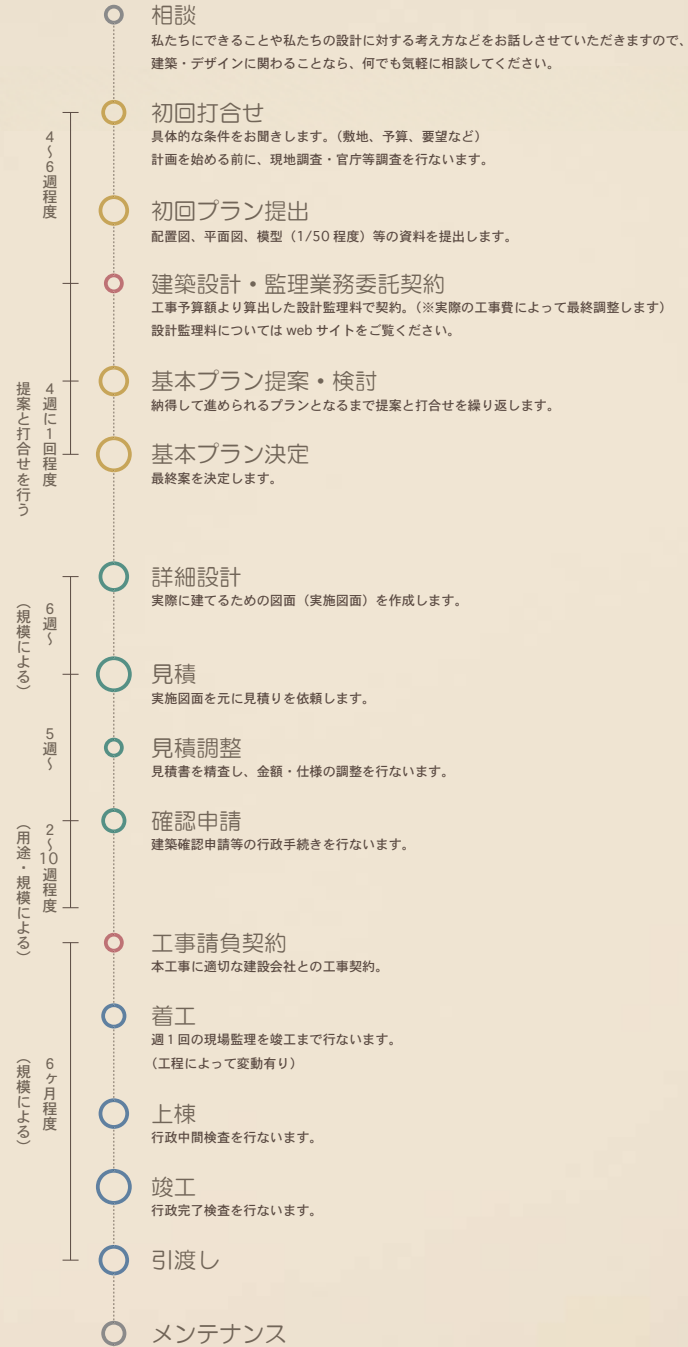 相談
私たちにできることや私たちの設計に対する考え方などをお話しさせていただきますので、
建築・デザインに関わることなら、何でも気軽に相談してください。
4〜6週程度
初回打合せ
具体的な条件をお聞きします。（敷地、予算、要望など）
計画を始める前に、現地調査・官庁等調査を行ないます。
初回プラン提出
配置図、平面図、模型（1/50 程度）等の資料を提出します。
建築設計・監理業務委託契約
工事予算額より算出した設計監理料で契約。（※実際の工事費によって最終調整します）
設計監理料については web サイトをご覧ください。
4週に1回程度
提案と打合せを行う
基本プラン提案・検討
納得して進められるプランとなるまで提案と打合せを繰り返します。
基本プラン決定
最終案を決定します。
6週〜
（規模による）
詳細設計
実際に建てるための図面（実施図面）を作成します。
見積
実施図面を元に見積りを依頼します。
5週〜
見積調整
見積書を精査し、金額・仕様の調整を行ないます。
2〜10週程度
（用途・規模による）
確認申請
建築確認申請等の行政手続きを行ないます。
工事請負契約
本工事に適切な建設会社との工事契約。
着工
週１回の現場監理を竣工まで行ないます。
（工程によって変動有り）
6ヶ月程度
（規模による）
上棟
行政中間検査を行ないます。
竣工
行政完了検査を行ないます。
引渡し
メンテナンス